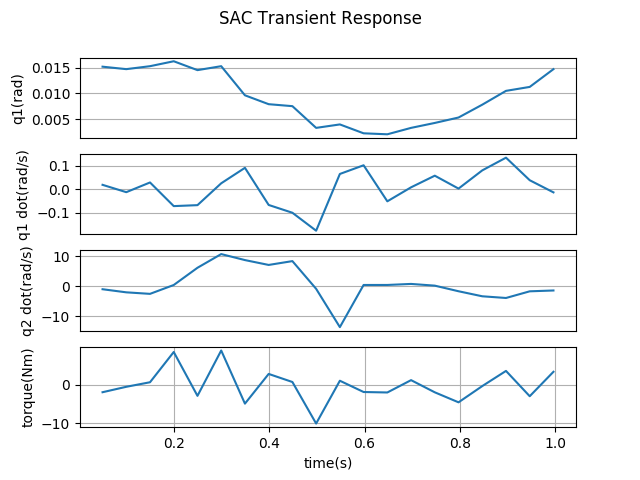 SAC Transient Response
q1(rad)
0.015
0.010
0.005
q1 dot(rad/s)
0.1
0.0
−0.1
q2 dot(rad/s)
10
0
−10
torque(Nm)
0
−10
0.2 0.4 0.6 0.8 1.0
time(s)